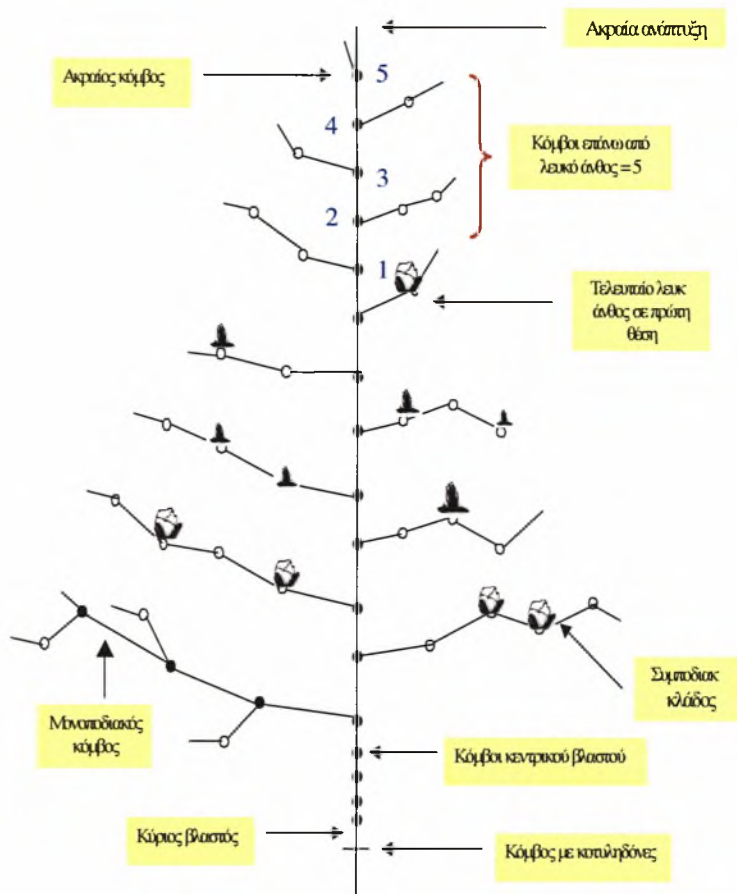 Ακραία ανάπτυξη
Ακραίος κόμβος
5
4
Κόμβοι επάνω από
λευκό άνθος = 5
3
2
1
Τελευταίο λευκ
άνθος σε πρώτη
θέση
Συμποδιακ
κλάδος
Μονοποδιακός
κόμβος
Κόμβοι κεντρικού βλαστού
Κύριος βλαστός
Κόμβος με κοτυληδόνες